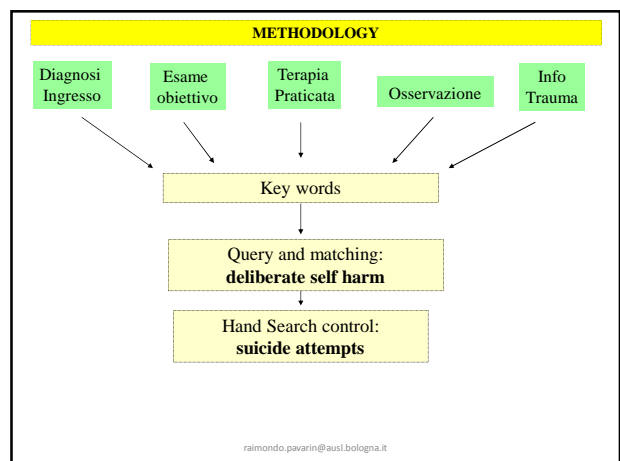 METHODOLOGY
Diagnosi
Ingresso
Esame
obiettivo
Terapia
Praticata
Osservazione
Info
Trauma
Key words
Query and matching:
deliberate self harm
Hand Search control:
suicide attempts
raimondo.pavarin@ausl.bologna.it